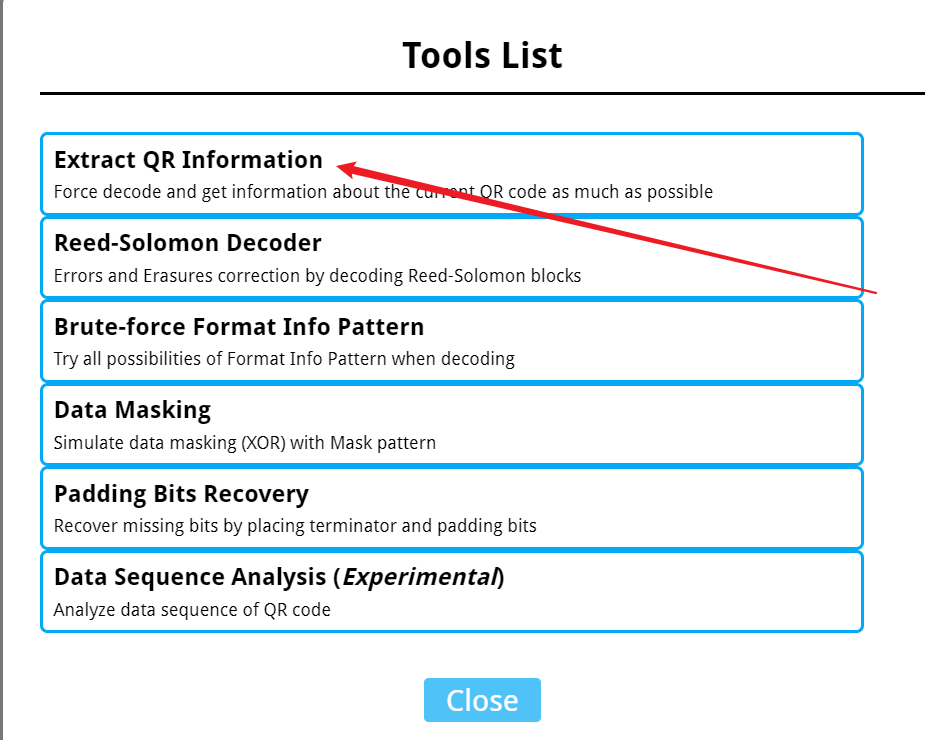 Tools List
Extract QR Information
Force decode and get information about the current QR code as much as possible
Reed-Solomon Decoder
Errors and Erasures correction by decoding Reed-Solomon blocks
Brute-force Format Info Pattern
Try all possibilities of Format Info Pattern when decoding
Data Masking
Simulate data masking (XOR) with Mask pattern
Padding Bits Recovery
Recover missing bits by placing terminator and padding bits
Data Sequence Analysis (Experimental)
Analyze data sequence of QR code
Close